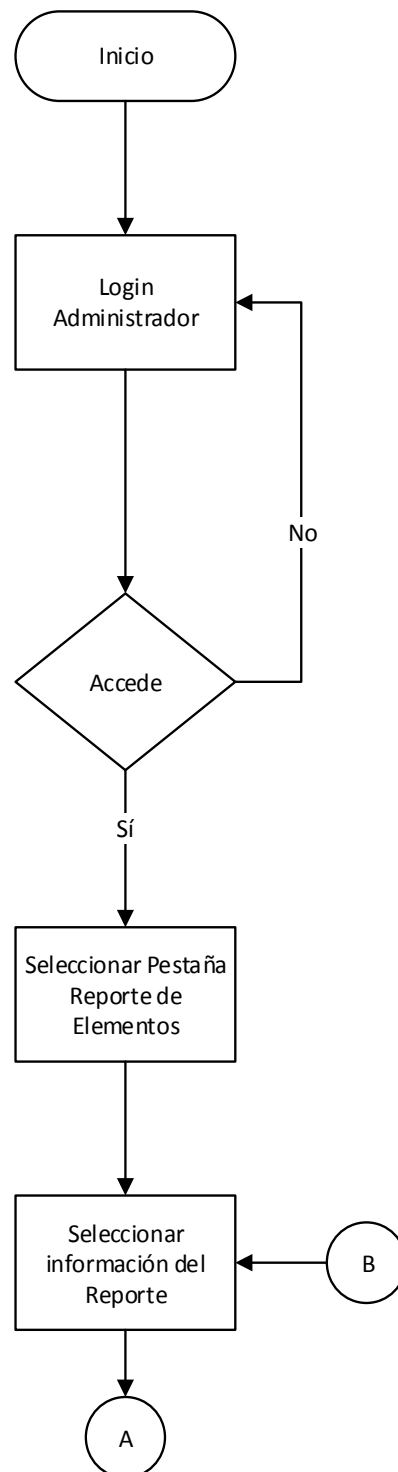 Inicio
Login
Administrador
No
Accede
Sí
Seleccionar Pestaña
Reporte de
Elementos
Seleccionar
información del
Reporte
B
A